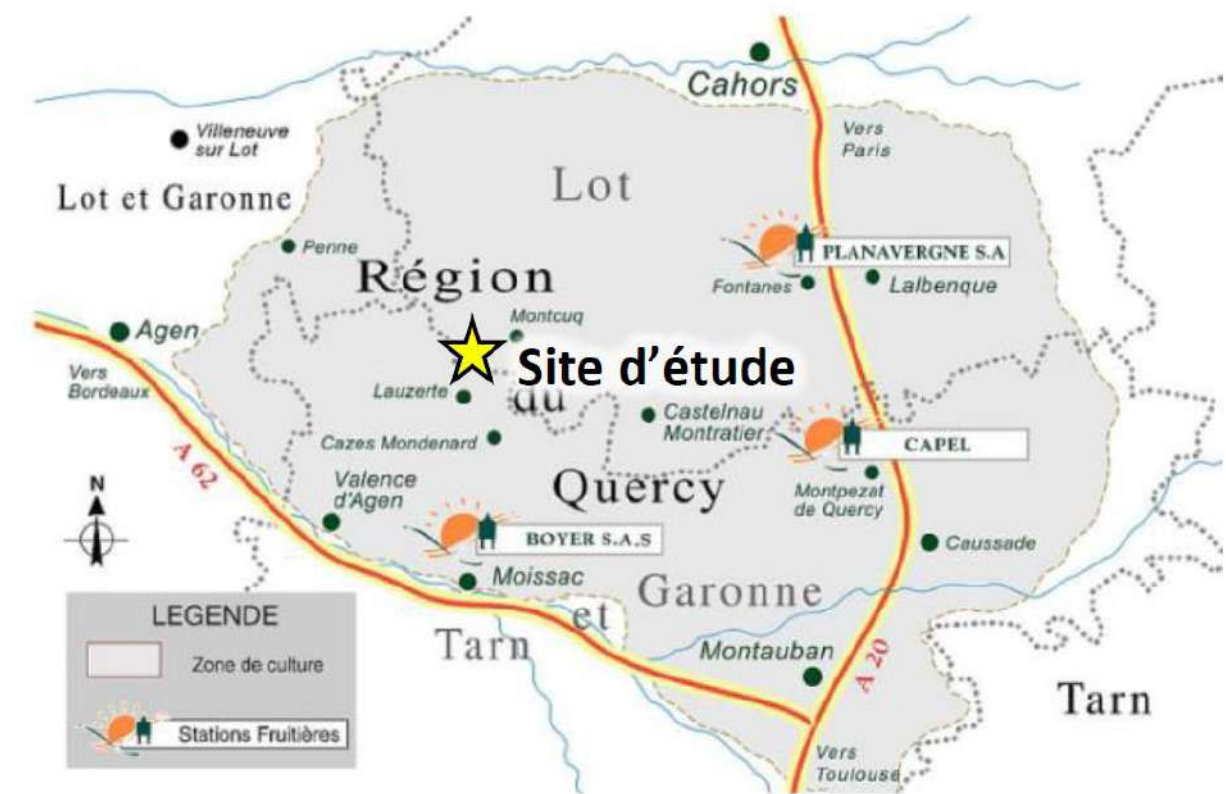 Cahors
Villeneuve
sur Lot
Vers
Paris
Lot et Garonne
Lot
Penne
PLANAVERGNE S.A
Région
Fontanes
Lalbenque
Montcuq
Agen
Site d'étude
Vers
Bordeaux
Lauzerte
du
Castelnau
Montratier
Cazes Mondenard
CAPEL
A 62
Valence
d'Agen
Quercy
Montpezat
de Quercy
N
BOYER S.A.S
Caussade
Moissac
Garonne
et
LEGENDE
Tarn
Montauban
A 20
Zone de culture
Tarn
Stations Fruitières
Vers
Toulouse